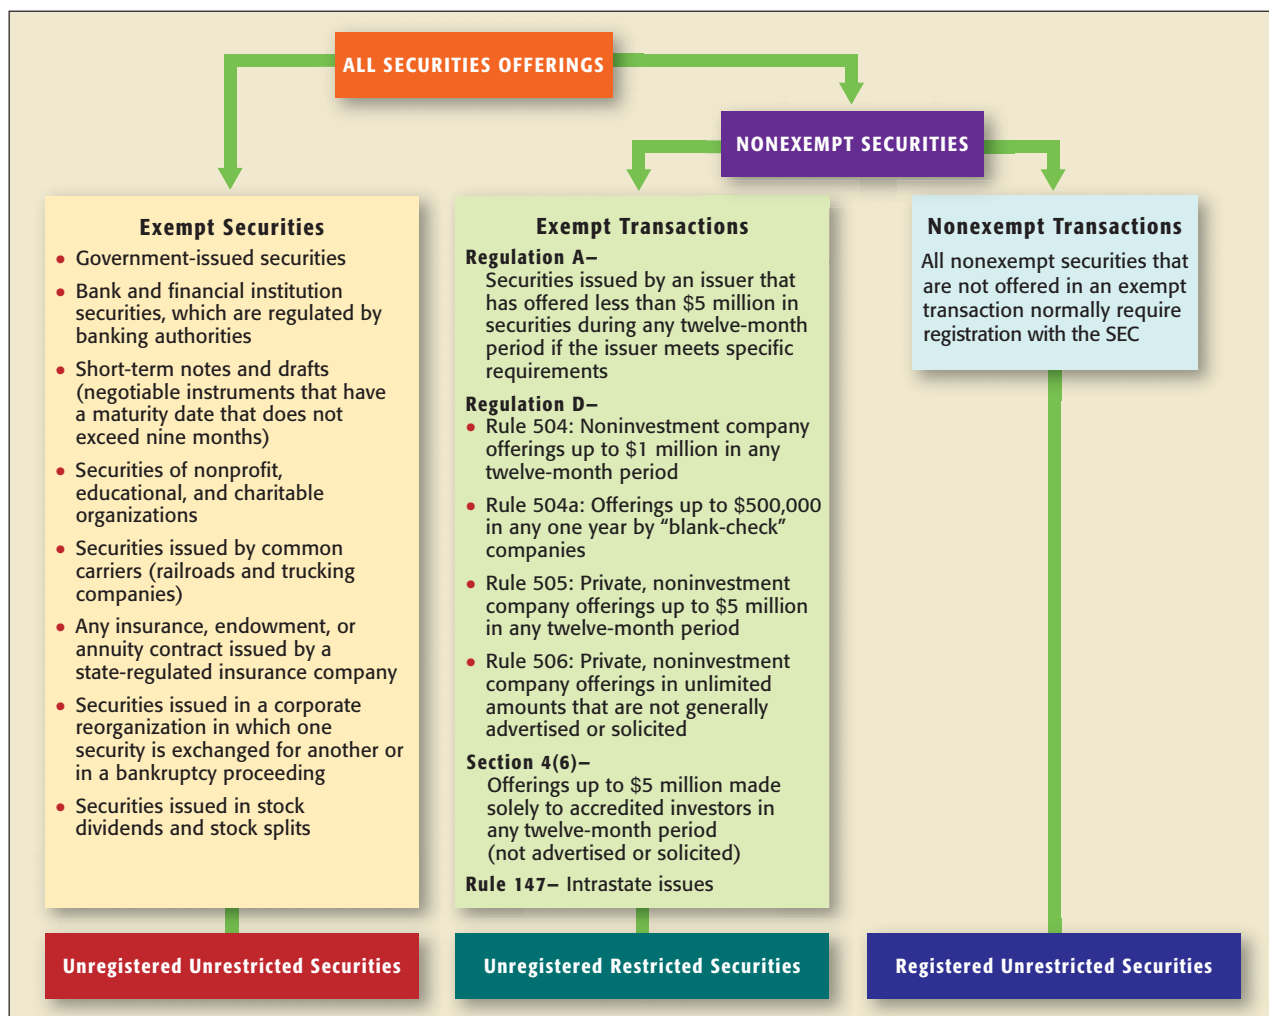 ALL SECURITIES OFFERINGS
NONEXEMPT SECURITIES
Exempt Securities
• Government-issued securities
• Bank and financial institution
securities, which are regulated by
banking authorities
• Short-term notes and drafts
(negotiable instruments that have
a maturity date that does not
exceed nine months)
• Securities of nonprofit,
educational, and charitable
organizations
• Securities issued by common
carriers (railroads and trucking
companies)
• Any insurance, endowment, or
annuity contract issued by a
state-regulated insurance company
• Securities issued in a corporate
reorganization in which one
security is exchanged for another or
in a bankruptcy proceeding
• Securities issued in stock
dividends and stock splits
Exempt Transactions
Regulation A–
Securities issued by an issuer that
has offered less than $5 million in
securities during any twelve-month
period if the issuer meets specific
requirements
Regulation D–
• Rule 504: Noninvestment company
offerings up to $1 million in any
twelve-month period
• Rule 504a: Offerings up to $500,000
in any one year by “blank-check”
companies
• Rule 505: Private, noninvestment
company offerings up to $5 million
in any twelve-month period
• Rule 506: Private, noninvestment
company offerings in unlimited
amounts that are not generally
advertised or solicited
Section 4(6)–
Offerings up to $5 million made
solely to accredited investors in
any twelve-month period
(not advertised or solicited)
Rule 147– Intrastate issues
Nonexempt Transactions
All nonexempt securities that
are not offered in an exempt
transaction normally require
registration with the SEC
Unregistered Unrestricted Securities
Unregistered Restricted Securities
Registered Unrestricted Securities